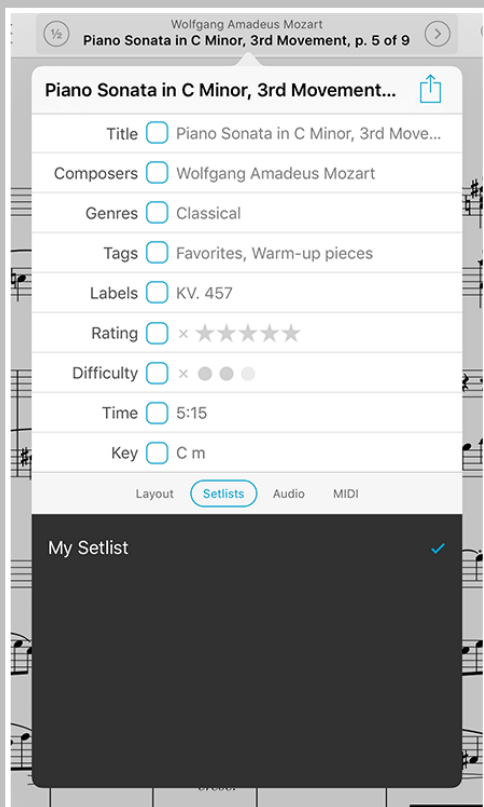 Wolfgang Amadeus Mozart
½ Piano Sonata in C Minor, 3rd Movement, p. 5 of 9
Piano Sonata in C Minor, 3rd Movement...
Title Piano Sonata in C Minor, 3rd Move...
Composers Wolfgang Amadeus Mozart
Genres Classical
Tags Favorites, Warm-up pieces
Labels KV. 457
Rating × ★★★★★
Difficulty ×
Time 5:15
Key C m
Layout Setlists Audio MIDI
My Setlist